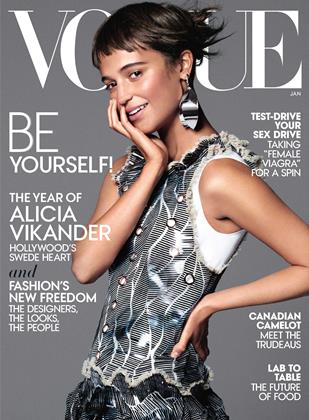 VOGUE
JAN
BE
YOURSELF!
THE YEAR OF
ALICIA
VIKANDER
HOLLYWOOD'S
SWEDE HEART
and
FASHION'S
NEW FREEDOM
THE DESIGNERS,
THE LOOKS,
THE PEOPLE
TEST-DRIVE
YOUR
SEX DRIVE
TAKING
"FEMALE
VIAGRA"
FOR A SPIN
CANADIAN
CAMELOT
MEET THE
TRUDEAUS
LAB TO
TABLE
THE FUTURE
OF FOOD